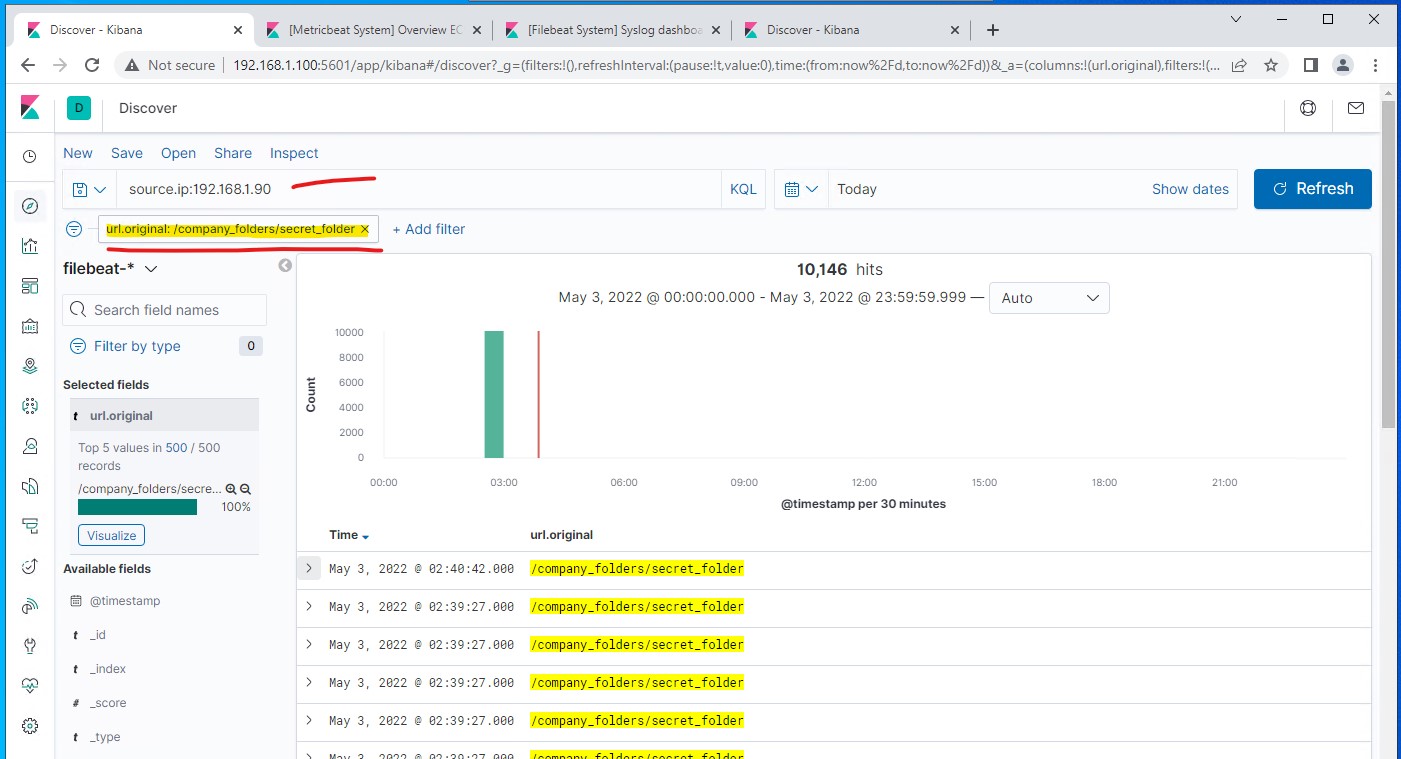 Discover - Kibana
[Metricbeat System] Overview EC
[Filebeat System] Syslog dashboa
Discover - Kibana
Not secure
192.168.1.100:5601/app/kibana#/discover?_g=(filters:!(),refreshInterval:(pause:!t,value:0),time:(from:now%2Fd,to:now%2Fd))&_a=(columns:!(url.original),filters:!(...
D
Discover
New Save Open Share Inspect
source.ip:192.168.1.90
KQL
Today
Show dates
Refresh
url.original: /company_folders/secret_folder ×
+ Add filter
filebeat-*
Search field names
Filter by type 0
Selected fields
t url.original
Top 5 values in 500 / 500
records
/company_folders/secre...
100%
Visualize
Available fields
@timestamp
t _id
t _index
# _score
t _type
10,146 hits
May 3, 2022 @ 00:00:00.000 - May 3, 2022 @ 23:59:59.999 —
Auto
Count
10000
8000
6000
4000
2000
0
00:00 03:00 06:00 09:00 12:00 15:00 18:00 21:00
@timestamp per 30 minutes
Time url.original
May 3, 2022 @ 02:40:42.000 /company_folders/secret_folder
May 3, 2022 @ 02:39:27.000 /company_folders/secret_folder
May 3, 2022 @ 02:39:27.000 /company_folders/secret_folder
May 3, 2022 @ 02:39:27.000 /company_folders/secret_folder
May 3, 2022 @ 02:39:27.000 /company_folders/secret_folder
May 3, 2022 @ 02:39:27.000 /company_folders/secret_folder